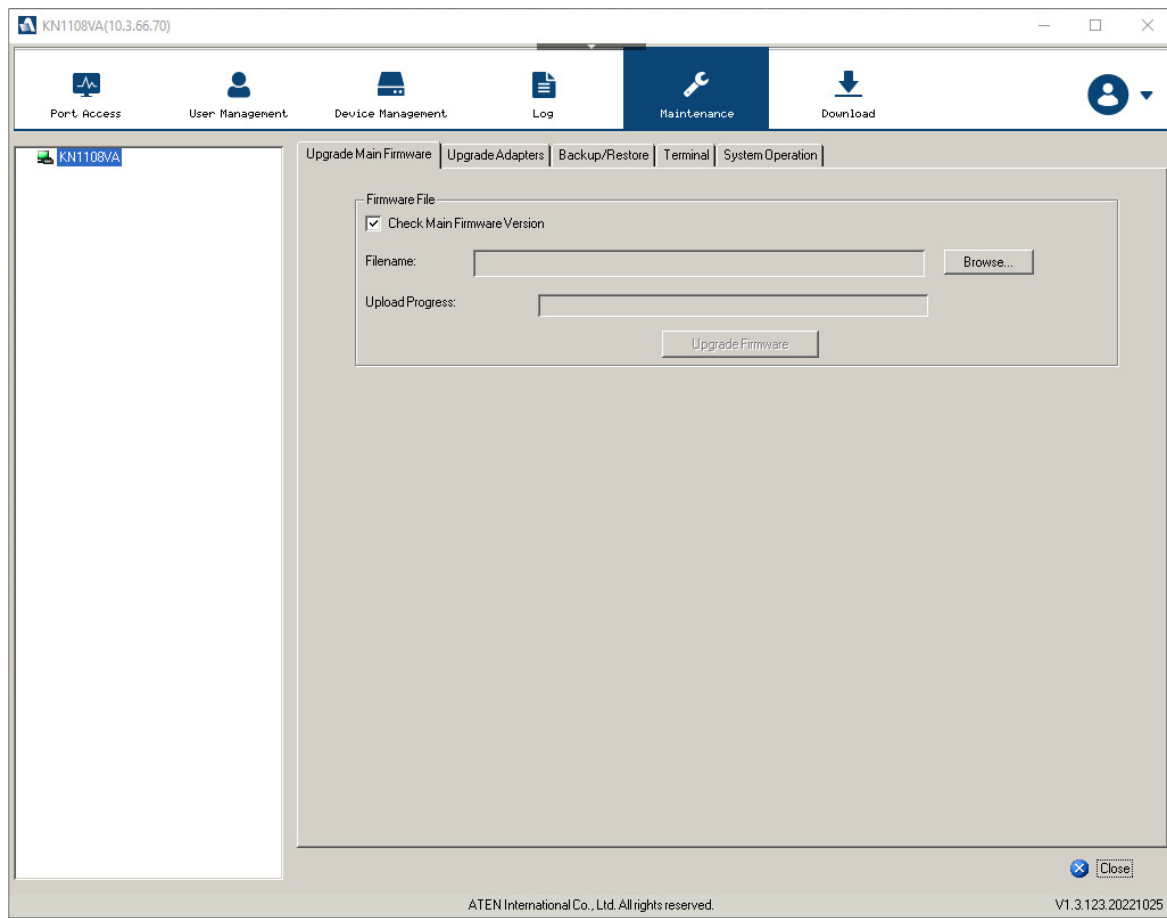 KN1108VA(10.3.66.70)
Port Access
User Management
Device Management
Log
Maintenance
Download
KN1108VA
Upgrade Main Firmware
Upgrade Adapters
Backup/Restore
Terminal
System Operation
Firmware File
Check Main Firmware Version
Filename:
Browse...
Upload Progress:
Upgrade Firmware
Close
ATEN International Co., Ltd. All rights reserved.
V1.3.123.20221025